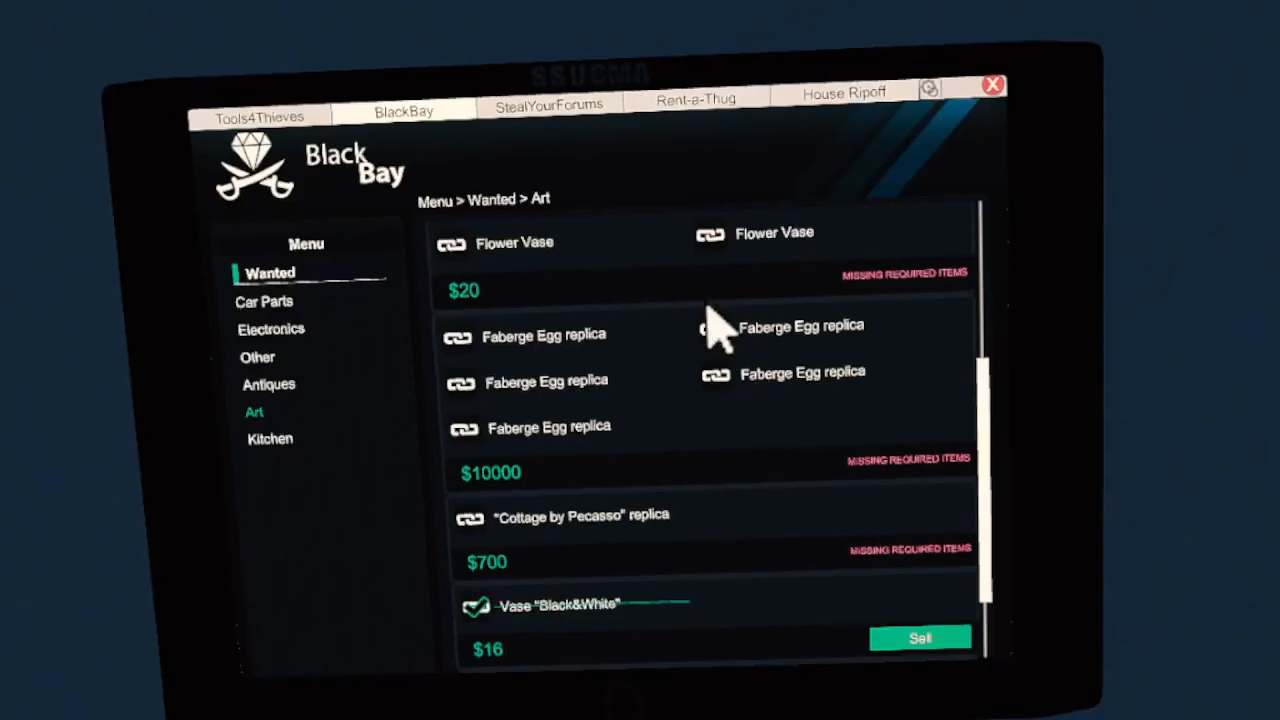 SSUCMA
Tools4Thieves
BlackBay
StealYourForums
Rent-a-Thug
House Ripoff
X
Black
Bay
Menu > Wanted > Art
Menu
Wanted
Car Parts
Electronics
Other
Antiques
Art
Kitchen
Flower Vase
Flower Vase
$20
MISSING REQUIRED ITEMS
Faberge Egg replica
Faberge Egg replica
Faberge Egg replica
Faberge Egg replica
Faberge Egg replica
$10000
MISSING REQUIRED ITEMS
"Cottage by Pecasso" replica
$700
MISSING REQUIRED ITEMS
Vase "Black&White"
$16
Sell